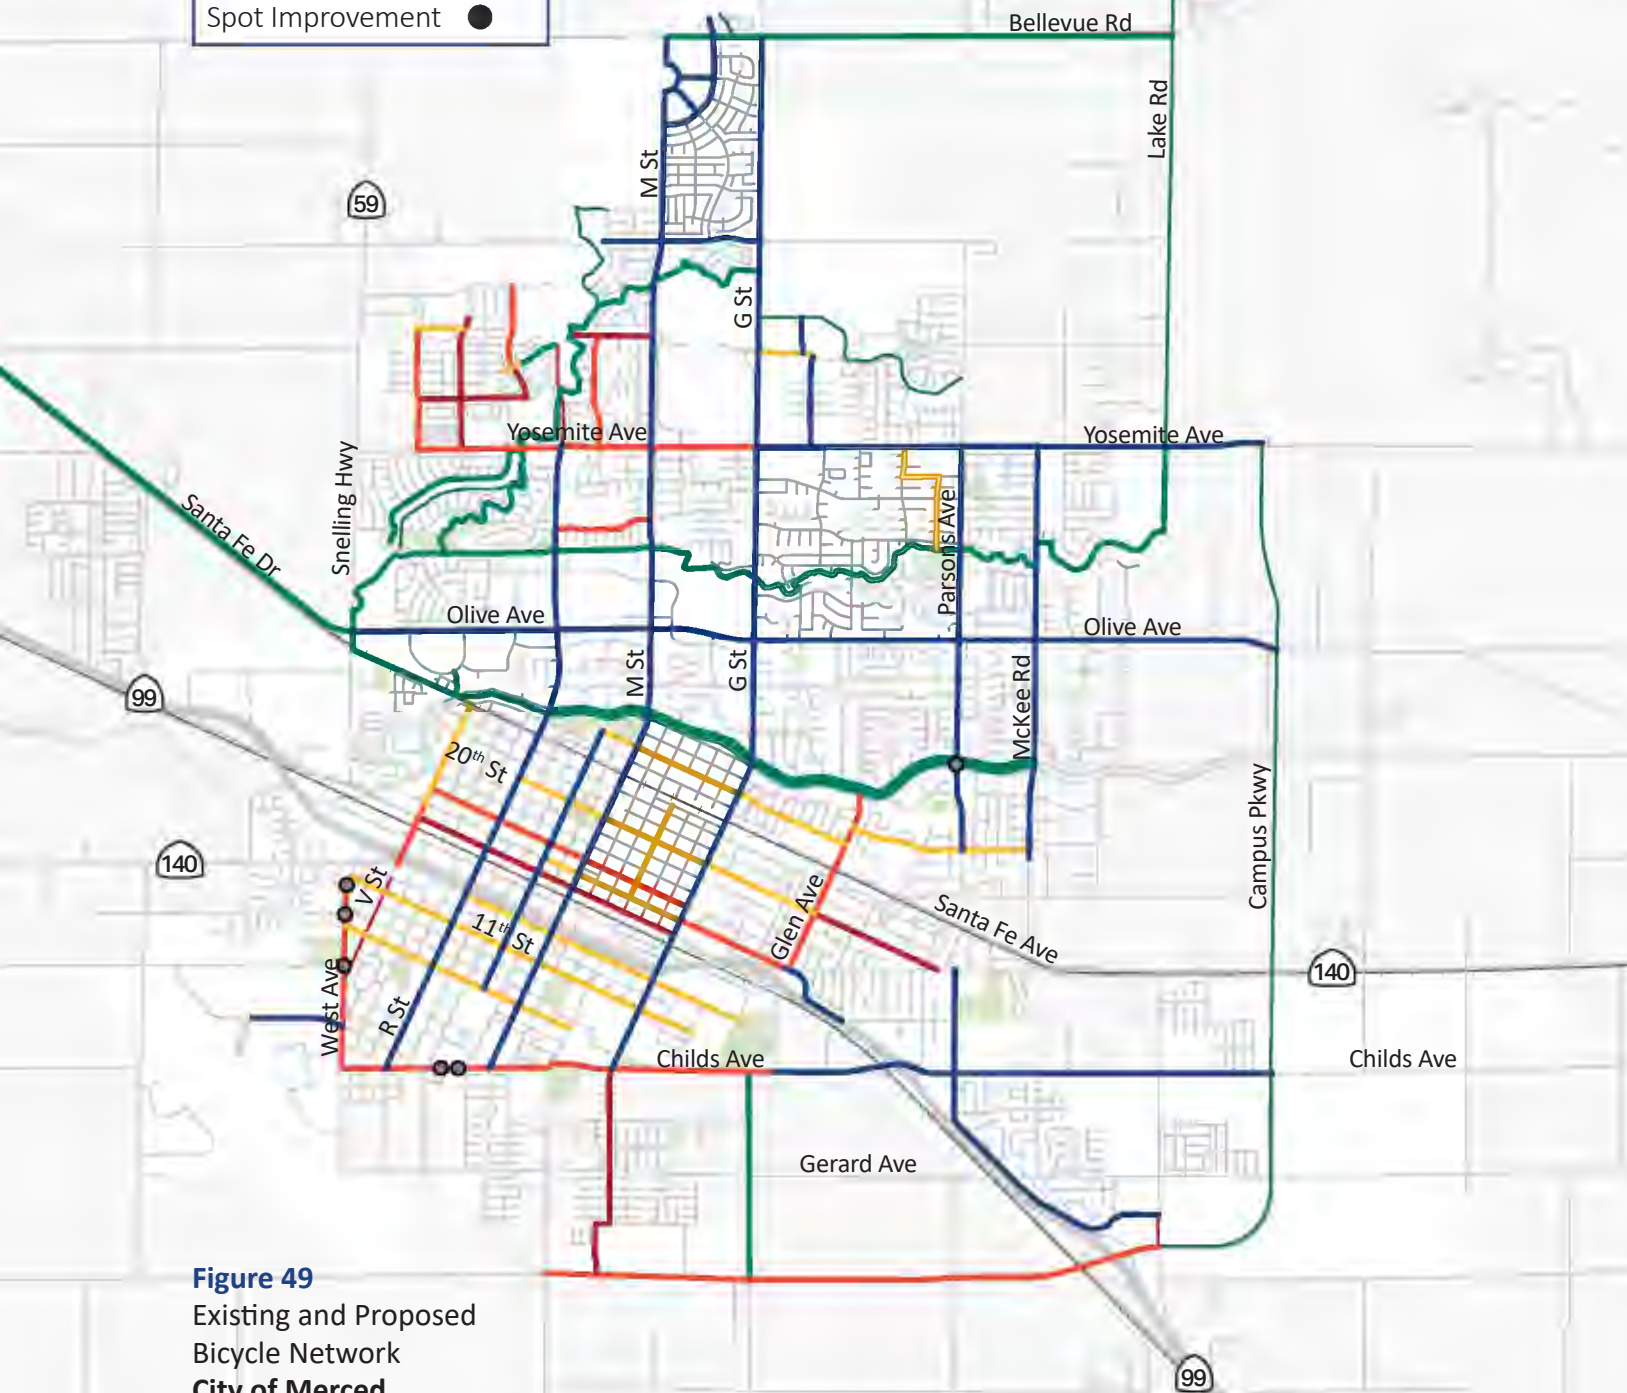 Spot Improvement
Bellevue Rd
Lake Rd
M St
59
G St
Yosemite Ave
Yosemite Ave
Snelling Hwy
Santa Fe Dr
Parsons Ave
Olive Ave
Olive Ave
M St
G St
McKee Rd
99
20th St
Campus Pkwy
140
V St
Glen Ave
11th St
Santa Fe Ave
140
West Ave
R St
Childs Ave
Childs Ave
Gerard Ave
Figure 49
Existing and Proposed
Bicycle Network
City of Merced
99